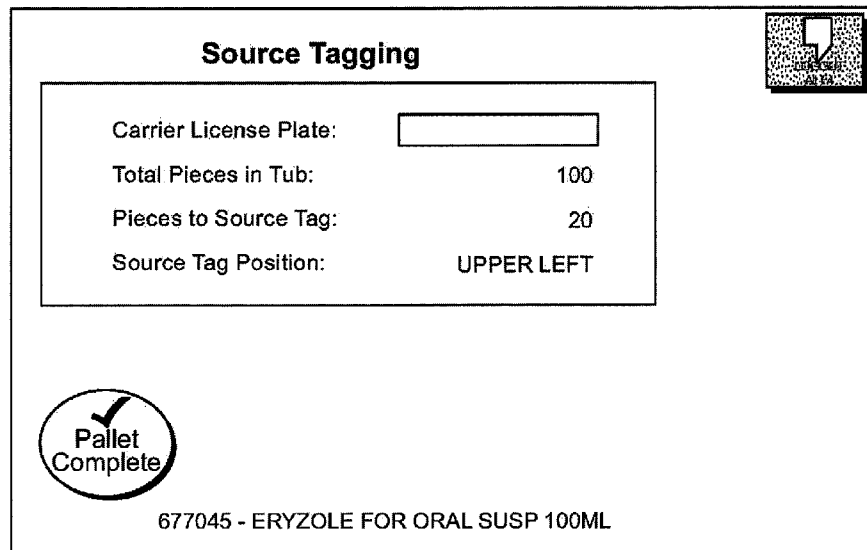 Source Tagging
Carrier License Plate:
Total Pieces in Tub: 100
Pieces to Source Tag: 20
Source Tag Position: UPPER LEFT
Pallet
Complete
677045 - ERYZOLE FOR ORAL SUSP 100ML